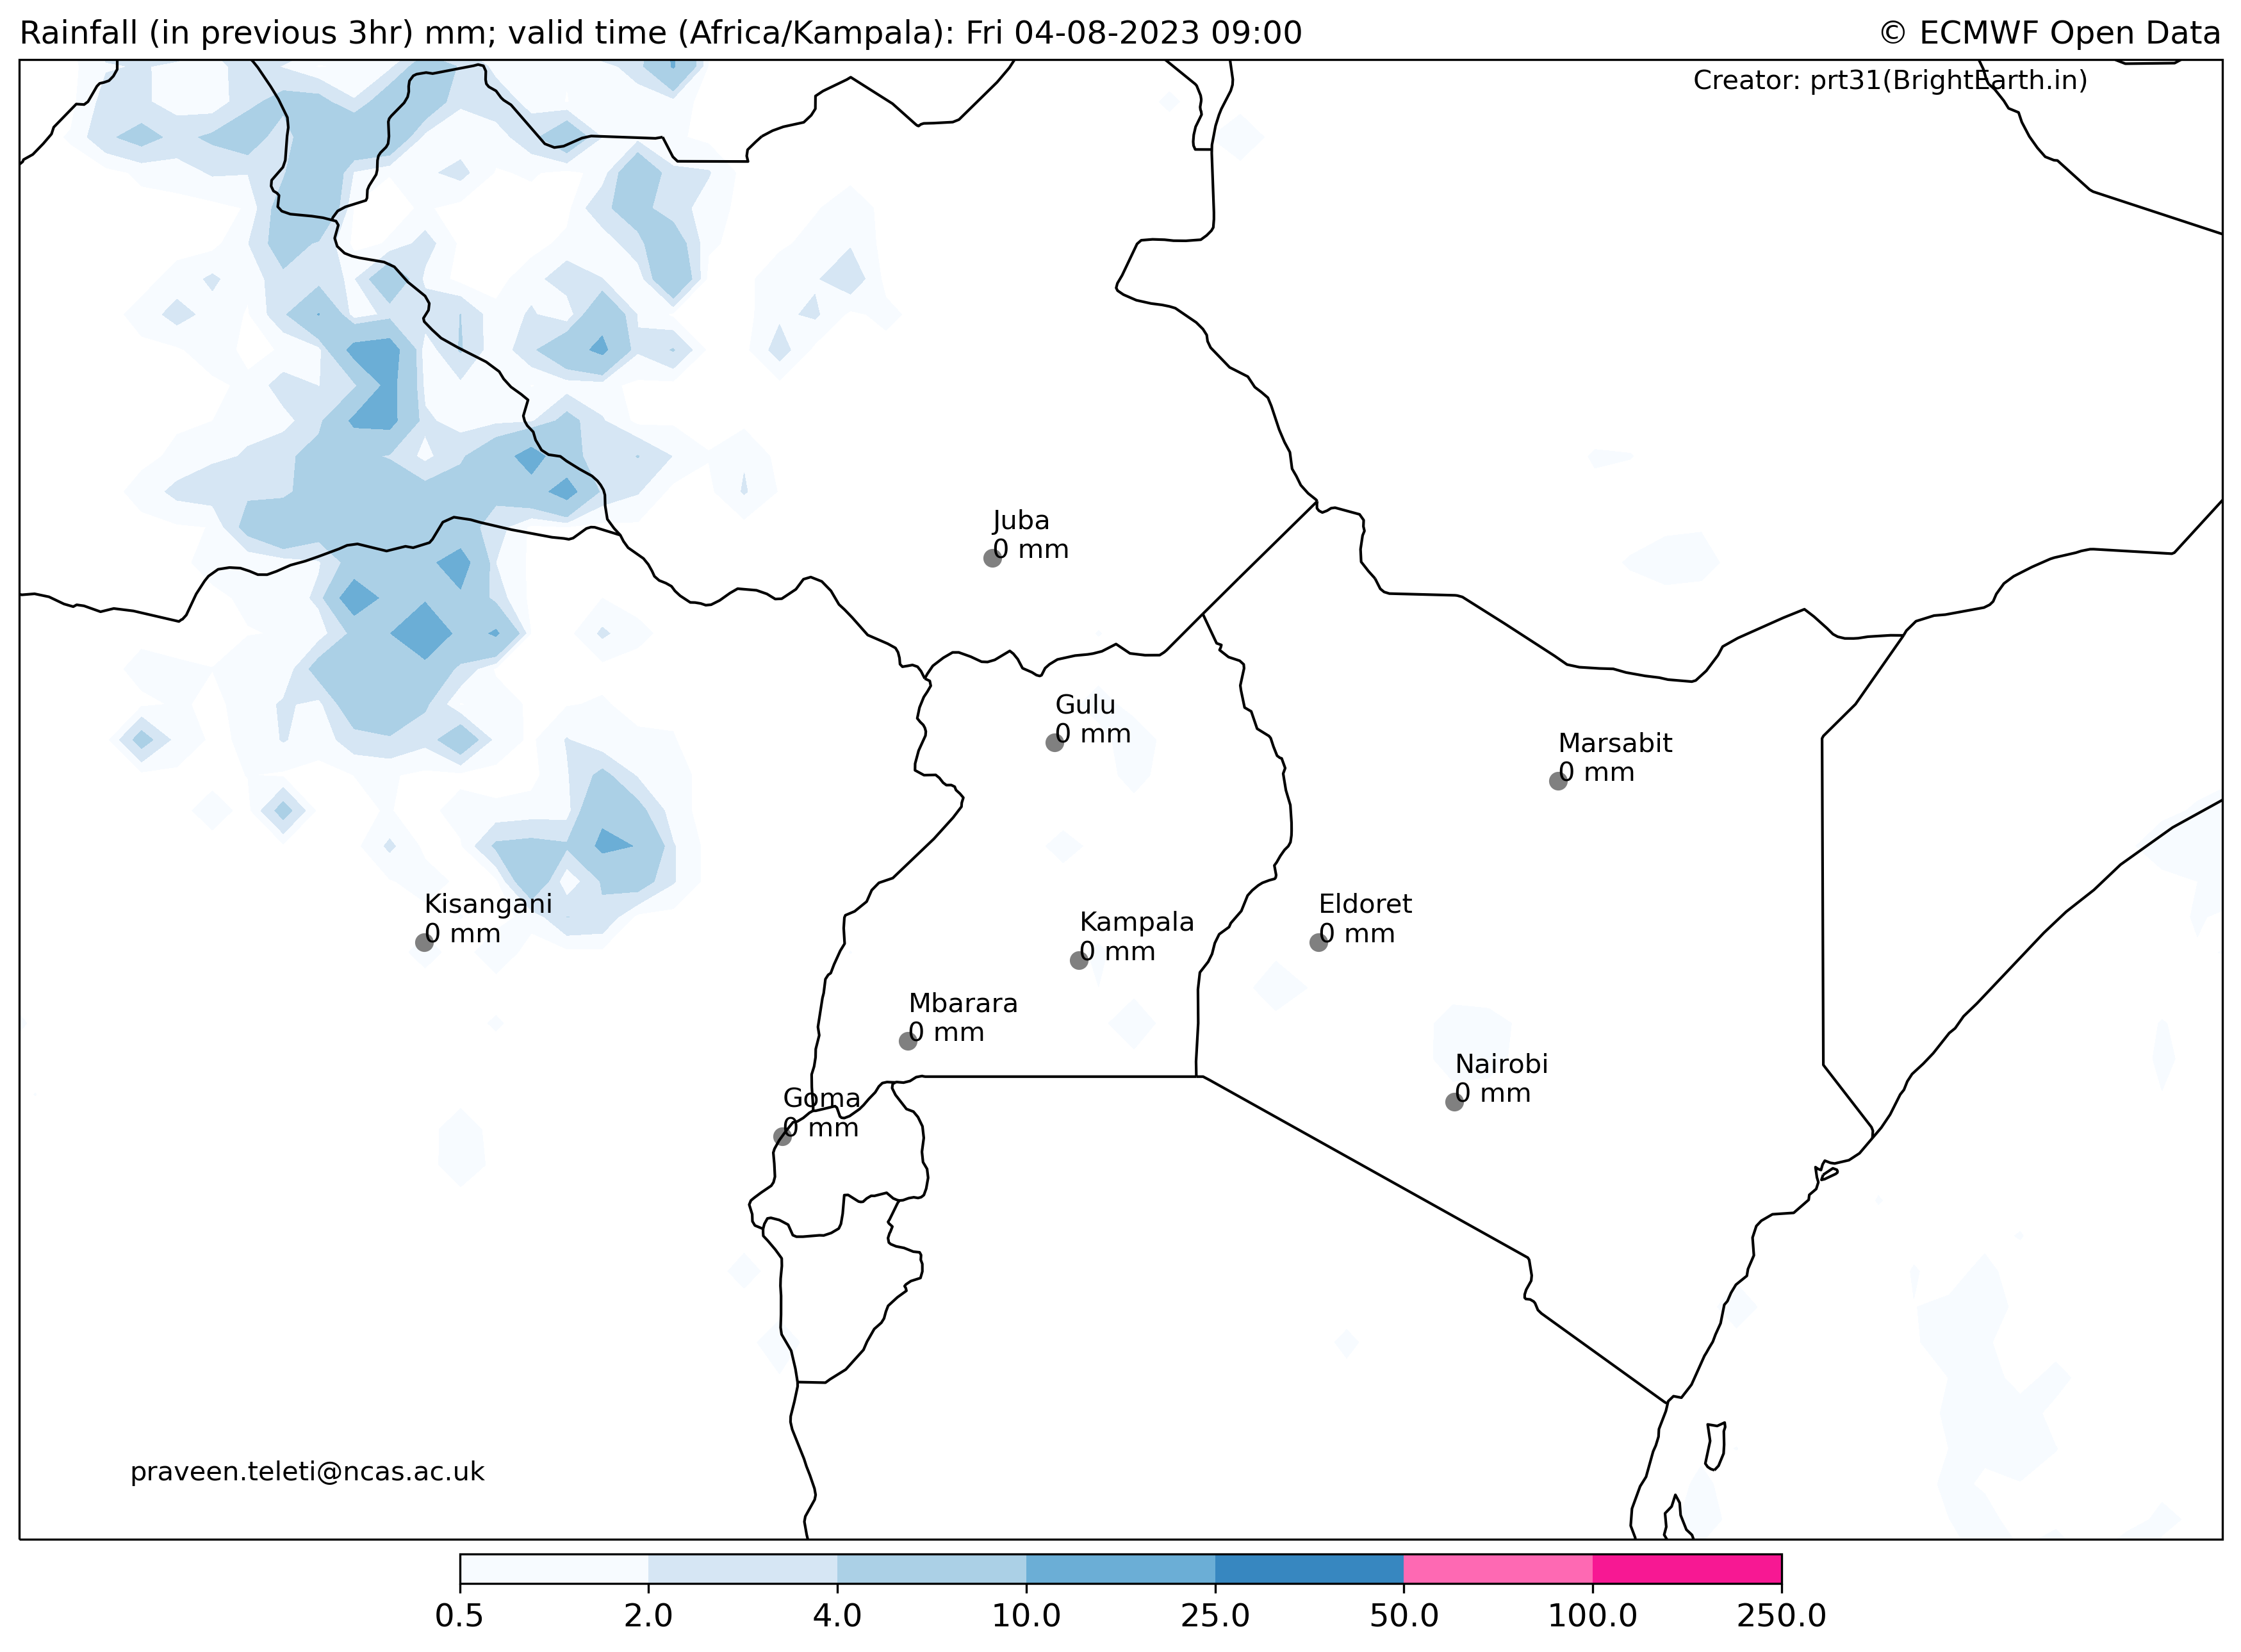 Rainfall (in previous 3hr) mm; valid time (Africa/Kampala): Fri 04-08-2023 09:00
© ECMWF Open Data
Creator: prt31(BrightEarth.in)
Juba
0 mm
Gulu
0 mm
Marsabit
0 mm
Kisangani
0 mm
Kampala
0 mm
Eldoret
0 mm
Mbarara
0 mm
Nairobi
0 mm
Goma
0 mm
praveen.teleti@ncas.ac.uk
0.5 2.0 4.0 10.0 25.0 50.0 100.0 250.0